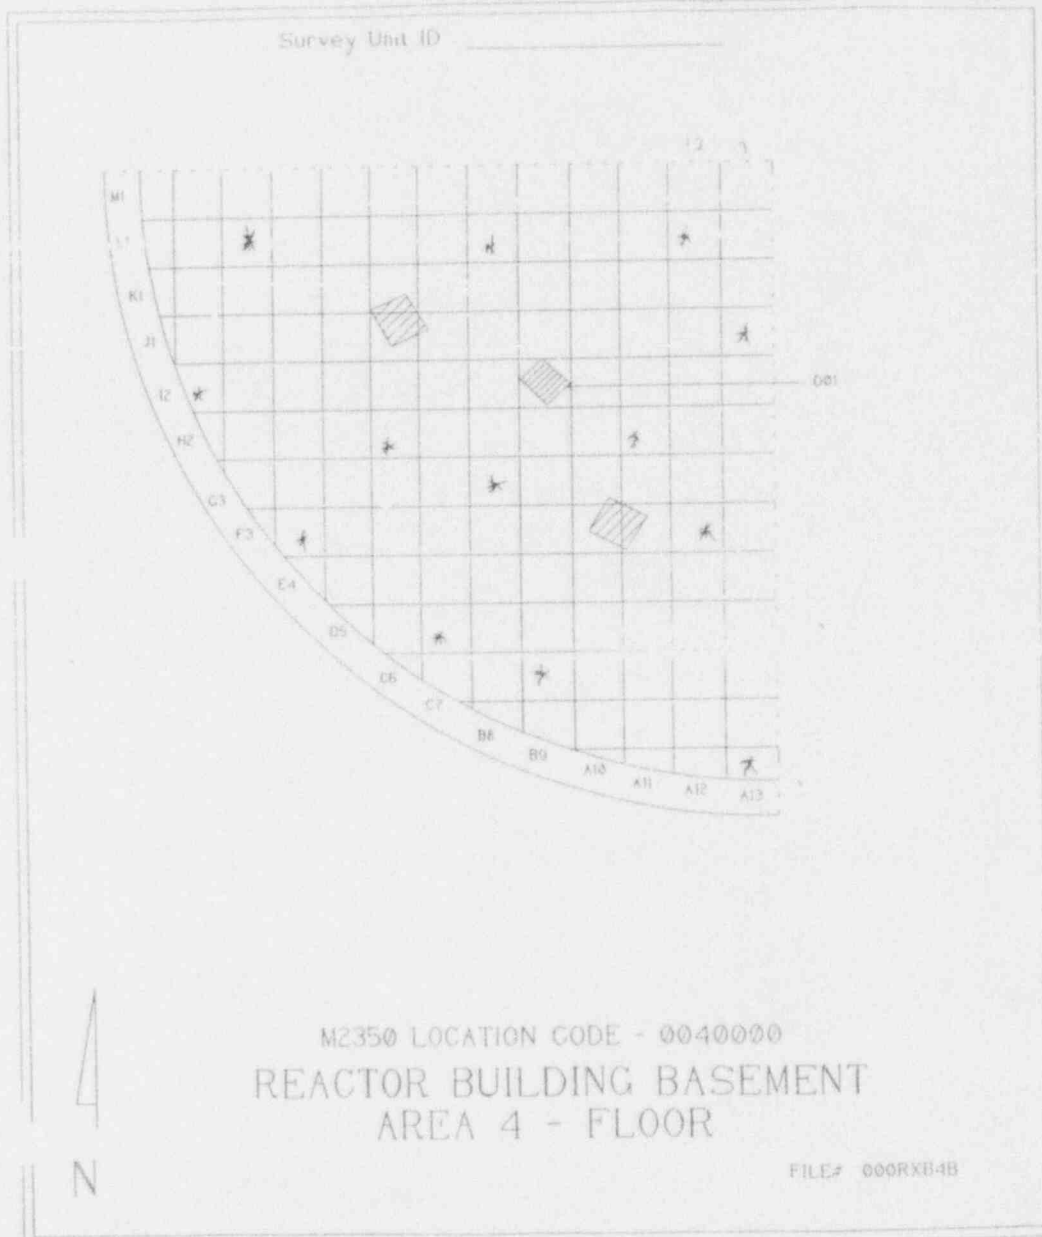 Survey Unit ID
M1
L1
K1
J1
I2
H2
G3
F3
E4
D5
C6
C7
B8
B9
A10
A11
A12
A13
001
M2350 LOCATION CODE - 0040000
REACTOR BUILDING BASEMENT
AREA 4 - FLOOR
N
FILE# 000RXB4B